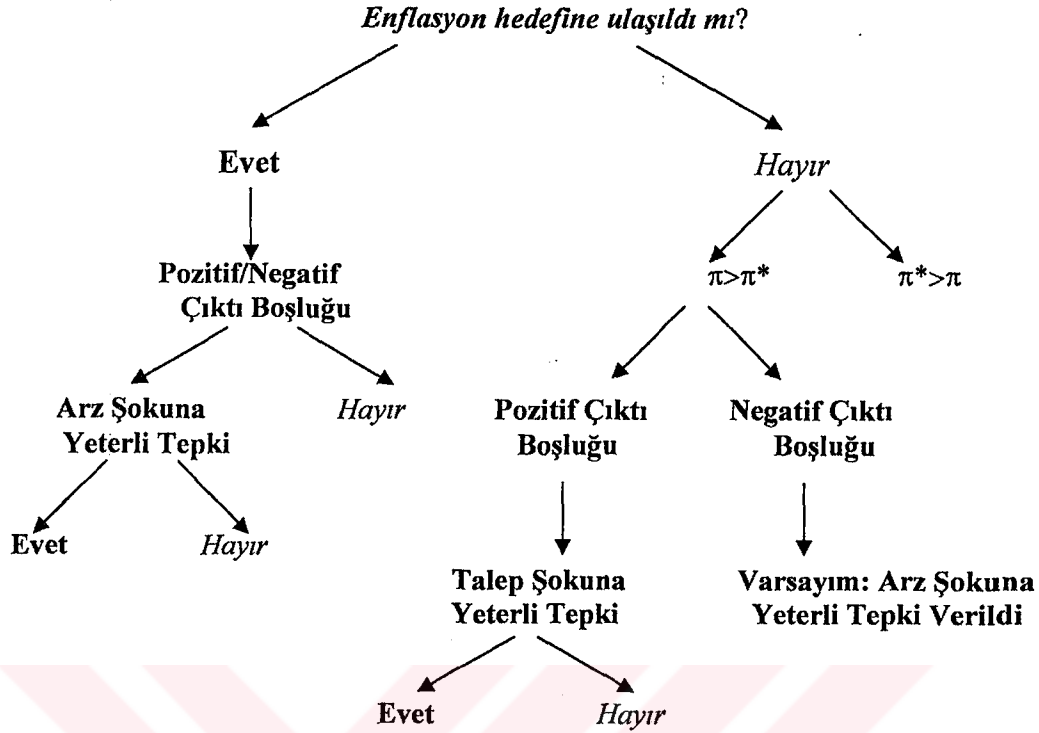 Enflasyon hedefine ulaşıldı mı?
Evet
Hayır
Pozitif/Negatif
Çıktı Boşluğu
π>π*
π*>π
Arz Şokuna
Yeterli Tepki
Hayır
Pozitif Çıktı
Boşluğu
Negatif Çıktı
Boşluğu
Evet
Hayır
Talep Şokuna
Yeterli Tepki
Varsayım: Arz Şokuna
Yeterli Tepki Verildi
Evet
Hayır